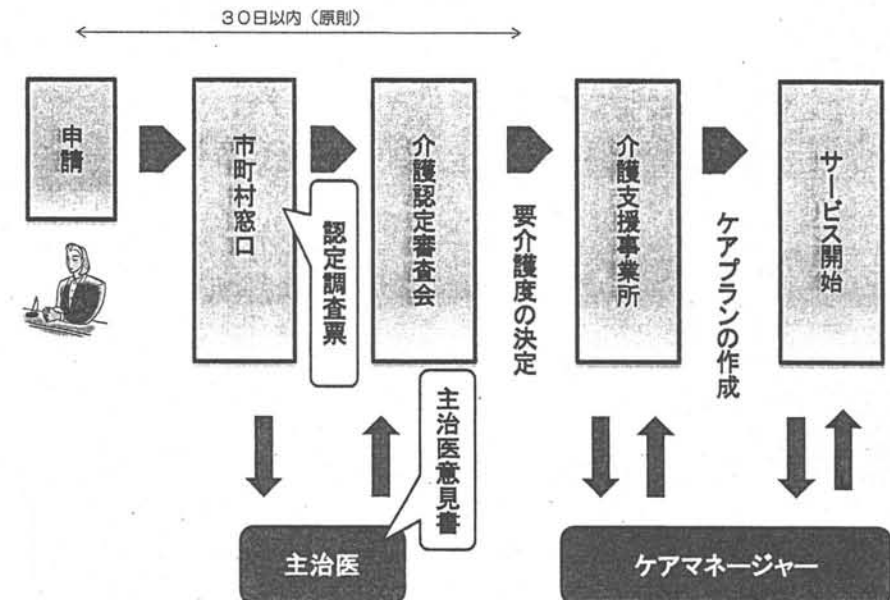 30日以内（原則）
申請
市町村窓口
認定調査票
介護認定審査会
主治医意見書
要介護度の決定
介護支援事業所
ケアプランの作成
サービス開始
主治医
ケアマネージャー